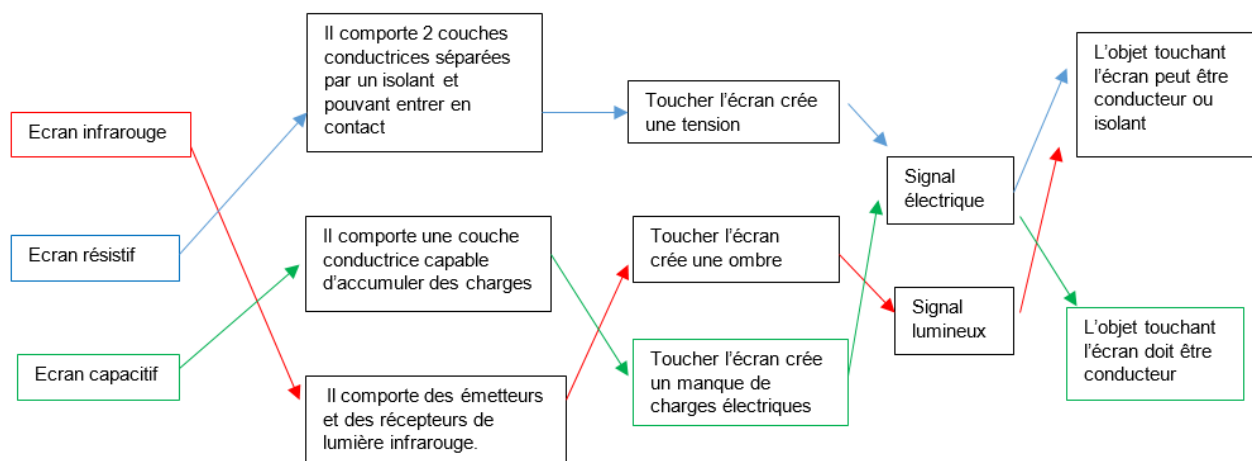 Ecran infrarouge
Ecran résistif
Ecran capacitif
Il comporte 2 couches
conductrices séparées
par un isolant et
pouvant entrer en
contact
Il comporte une couche
conductrice capable
d’accumuler des charges
Il comporte des émetteurs
et des récepteurs de
lumière infrarouge.
Toucher l’écran crée
une tension
Toucher l’écran
crée une ombre
Toucher l’écran crée
un manque de
charges électriques
Signal
électrique
Signal
lumineux
L’objet touchant
l’écran peut être
conducteur ou
isolant
L’objet touchant
l’écran doit être
conducteur